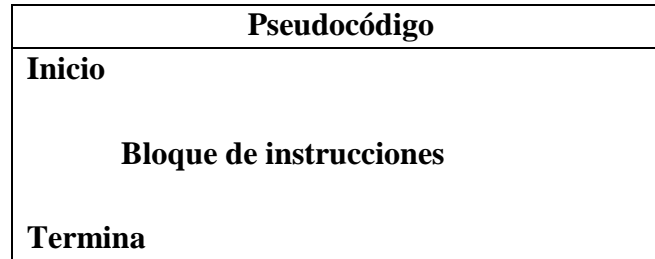 Pseudocódigo
Inicio
Bloque de instrucciones
Termina